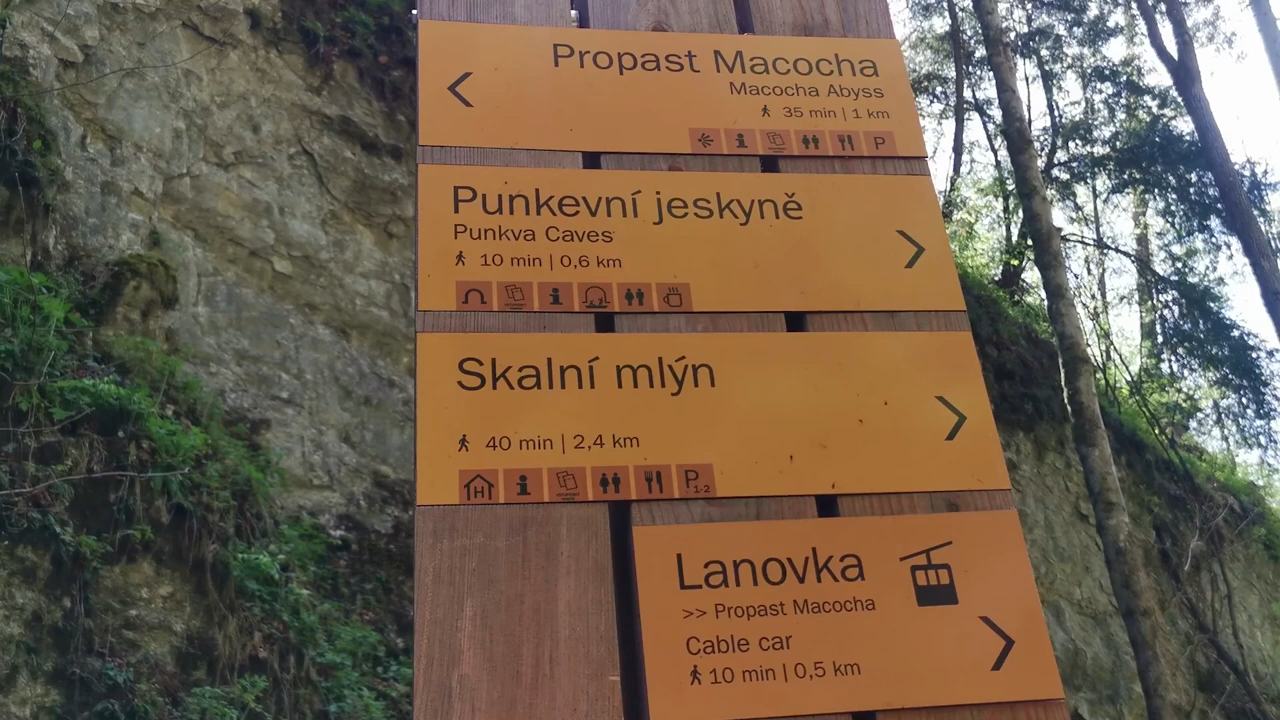 Propast Macocha
Macocha Abyss
35 min | 1 km
P
Punkevní jeskyně
Punkva Caves
10 min | 0,6 km
Skalní mlýn
40 min | 2,4 km
H
P 1-2
Lanovka
>> Propast Macocha
Cable car
10 min | 0,5 km